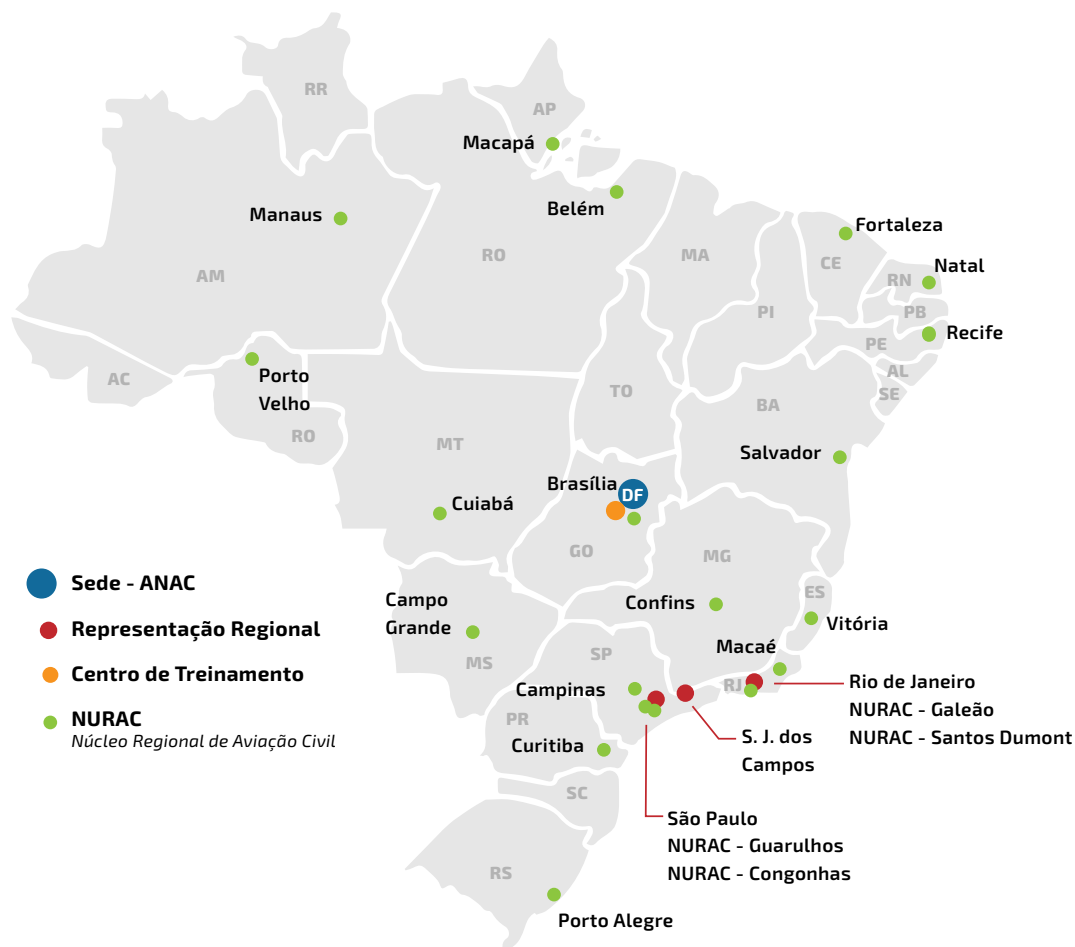 RR
AP
Macapá
Manaus
Belém
Fortaleza
RO
MA
CE
Natal
AM
RN
PI
PB
Recife
PE
AC
Porto
Velho
AL
SE
TO
BA
RO
MT
Salvador
Brasília
DF
Cuiabá
GO
MG
Sede - ANAC
Representação Regional
Centro de Treinamento
NURAC
Núcleo Regional de Aviação Civil
Campo
Grande
Confins
ES
Vitória
MS
SP
Macaé
Campinas
RJ
Rio de Janeiro
NURAC - Galeão
NURAC - Santos Dumont
PR
Curitiba
S. J. dos
Campos
SC
São Paulo
NURAC - Guarulhos
NURAC - Congonhas
RS
Porto Alegre